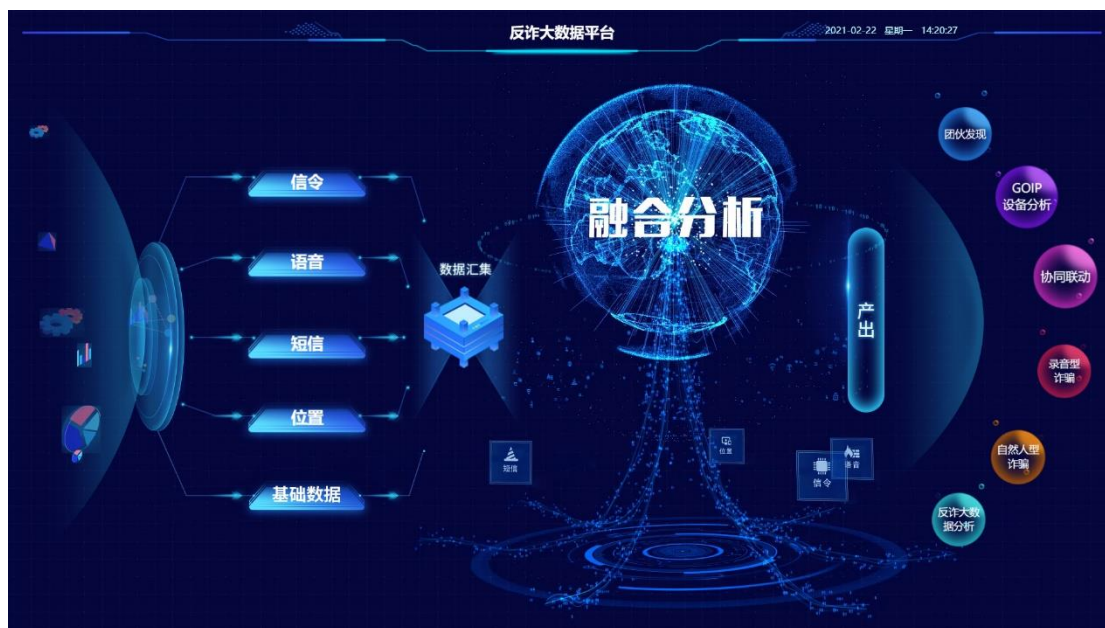 反诈大数据平台
2021-02-22 星期一 14:20:27
信令
语音
短信
位置
基础数据
数据汇集
融合分析
短信
位置
信令
语音
产出
团伙发现
GOIP
设备分析
协同联动
录音型
诈骗
自然人型
诈骗
反诈大数
据分析